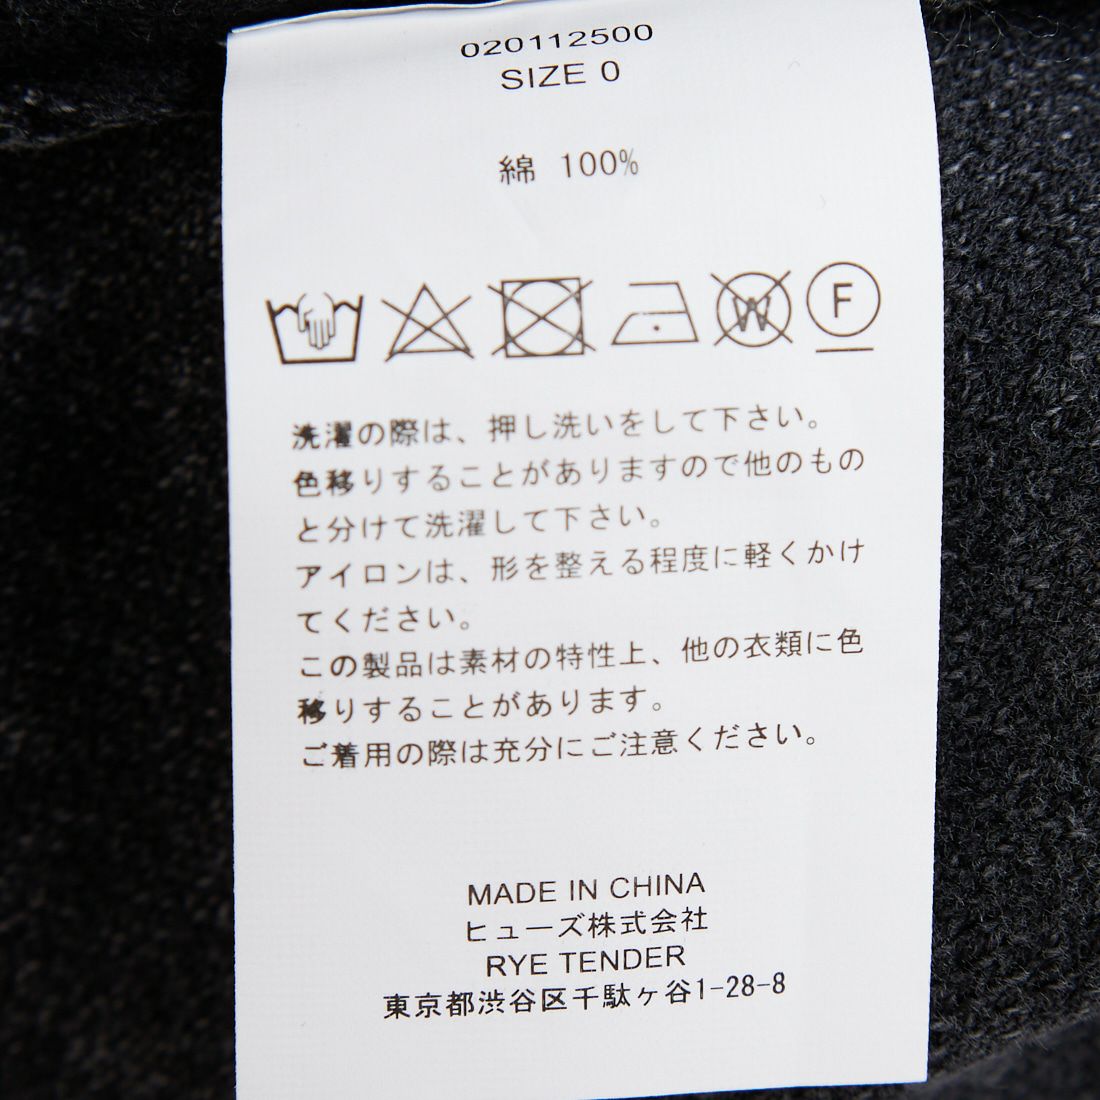 020112500
SIZE 0
綿 100%
W F
洗濯の際は、押し洗いをして下さい。
色移りすることがありますので他のもの
と分けて洗濯して下さい。
アイロンは、形を整える程度に軽くかけ
てください。
この製品は素材の特性上、他の衣類に色
移りすることがあります。
ご着用の際は充分にご注意ください。
MADE IN CHINA
ヒューズ株式会社
RYE TENDER
東京都渋谷区千駄ヶ谷1-28-8